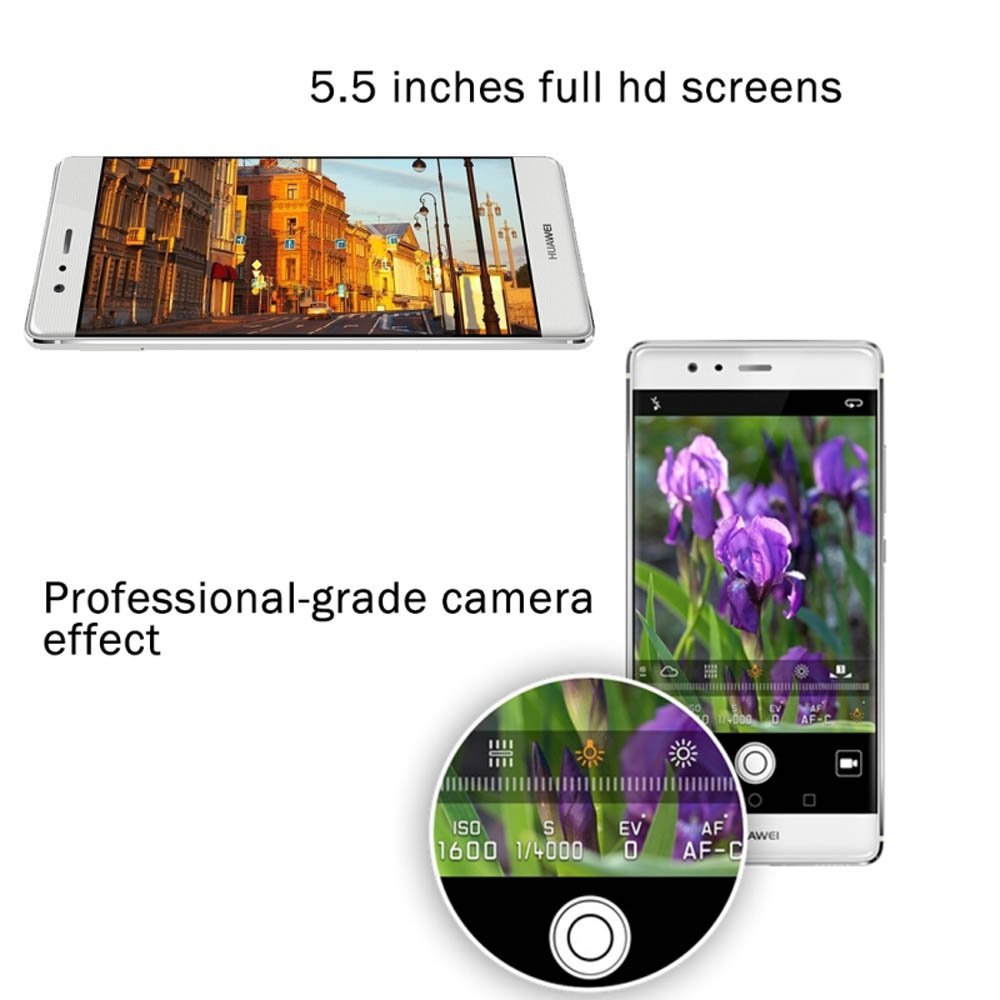 5.5 inches full hd screens
HUAWEI
Professional-grade camera
effect
ISO S EV AF
1/4000 0 AF-C
ISO S EV AF
1600 1/4000 0 AF-C
AWEI